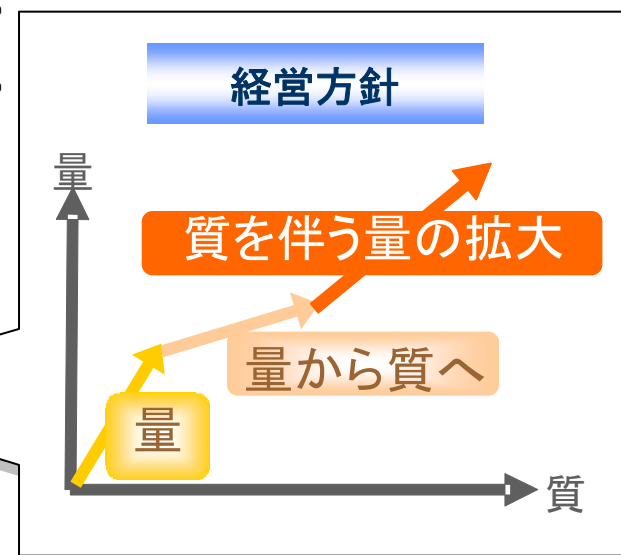 経営方針
量
質を伴う量の拡大
量から質へ
量
質